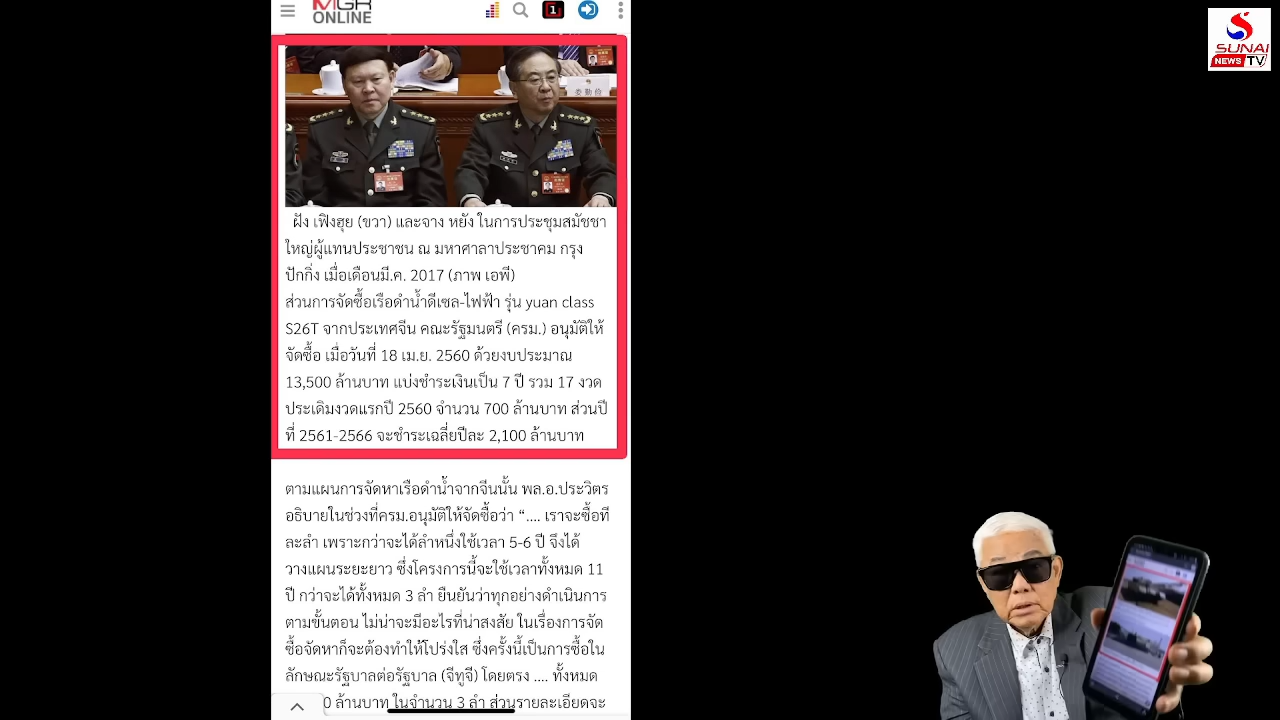 MGR
ONLINE
1
SUNAI
NEWS TV
ฝัง เฟิงฮุย (ขวา) และจาง หยัง ในการประชุมสมัชชา
ใหญ่ผู้แทนประชาชน ณ มหาศาลาประชาคม กรุง
ปักกิ่ง เมื่อเดือนมี.ค. 2017 (ภาพ เอพี)
ส่วนการจัดซื้อเรือดำน้ำดีเซล-ไฟฟ้า รุ่น yuan class
S26T จากประเทศจีน คณะรัฐมนตรี (ครม.) อนุมัติให้
จัดซื้อ เมื่อวันที่ 18 เม.ย. 2560 ด้วยงบประมาณ
13,500 ล้านบาท แบ่งชำระเงินเป็น 7 ปี รวม 17 งวด
ประเดิมงวดแรกปี 2560 จำนวน 700 ล้านบาท ส่วนปี
ที่ 2561-2566 จะชำระเฉลี่ยปีละ 2,100 ล้านบาท
ตามแผนการจัดหาเรือดำน้ำจากจีนนั้น พล.อ.ประวิตร
อธิบายในช่วงที่ครม.อนุมัติให้จัดซื้อว่า “.... เราจะซื้อที
ละลำ เพราะกว่าจะได้ลำหนึ่งใช้เวลา 5-6 ปี จึงได้
วางแผนระยะยาว ซึ่งโครงการนี้จะใช้เวลาทั้งหมด 11
ปี กว่าจะได้ทั้งหมด 3 ลำ ยืนยันว่าทุกอย่างดำเนินการ
ตามขั้นตอน ไม่น่าจะมีอะไรที่น่าสงสัย ในเรื่องการจัด
ซื้อจัดหาก็จะต้องทำให้โปร่งใส ซึ่งครั้งนี้เป็นการซื้อใน
ลักษณะรัฐบาลต่อรัฐบาล (จีทูจี) โดยตรง .... ทั้งหมด
ล้านบาท ในจำนวน 3 ลำ ส่วนรายละเอียดจะ